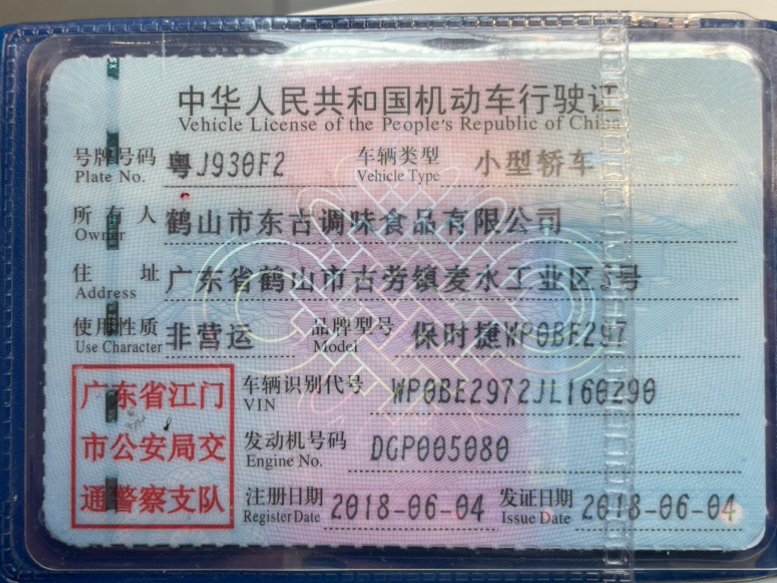 中华人民共和国机动车行驶证
Vehicle License of the People's Republic of China
号牌号码 粤J930F2 车辆类型 小型轿车
Plate No. Vehicle Type
所有人 鹤山市东古调味食品有限公司
Owner
住址 广东省鹤山市古劳镇麦水工业区3号
Address
使用性质 非营运 品牌型号 保时捷WP0BE297
Use Character Model
广东省江门
市公安局交
通警察支队
车辆识别代号 WP0BE2972JL160290
VIN
发动机号码 DGP005080
Engine No.
注册日期 2018-06-04 发证日期 2018-06-04
Register Date Issue Date